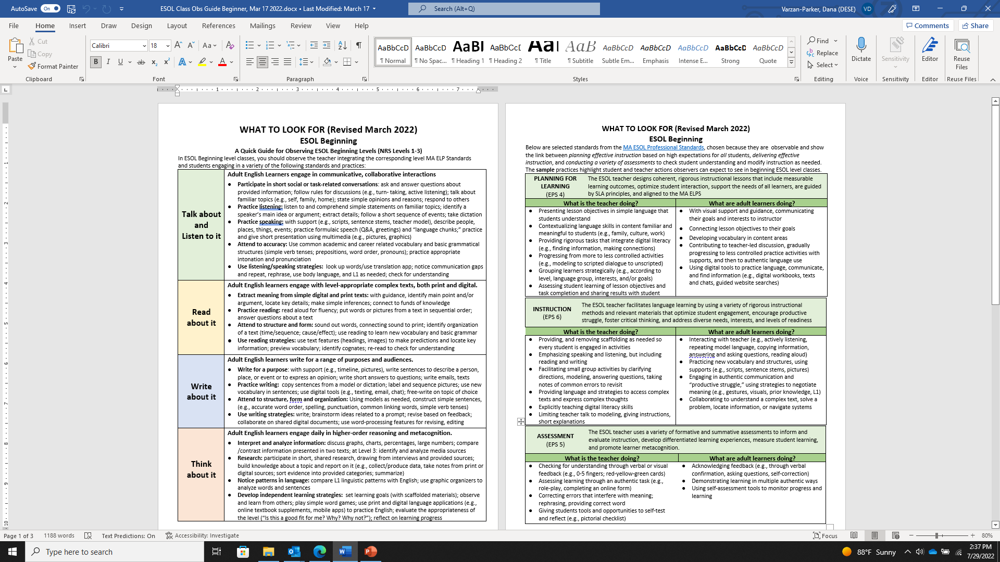 AutoSave On
ESOL Class Obs Guide Beginner, Mar 17 2022.docx • Last Modified: March 17
Search (Alt+Q)
Varzan-Parker, Dana (DESE) VD
File Home Insert Draw Design Layout References Mailings Review View Help
Comments Share
Paste
Cut
Copy
Format Painter
Clipboard
Calibri 18
Font
Paragraph
AaBbCcD AaBbCcD AaBl AaBbCcE Aal AaB AaBbCcD AaBbCcD AaBbCcD AaBbCcD AaBbCcD
¶ Normal ¶ No Spac... ¶ Heading 1 ¶ Heading 2 ¶ Title ¶ Subtitle Subtle Em... Emphasis Intense E... Strong Quote
Styles
Find
Replace
Select
Editing
Dictate
Voice
Sensitivity
Sensitivity
Editor
Editor
Reuse
Files
Reuse Files
1 2 3 4 5 6 7
WHAT TO LOOK FOR (Revised March 2022)
ESOL Beginning
A Quick Guide for Observing ESOL Beginning Levels (NRS Levels 1-3)
In ESOL Beginning level classes, you should observe the teacher integrating the corresponding level MA ELP Standards
and students engaging in a variety of the following standards and practices:
Talk about
and
Listen to it
Adult English Learners engage in communicative, collaborative interactions
• Participate in short social or task-related conversations: ask and answer questions about
provided information; follow rules for discussions (e.g., turn- taking, active listening); talk about
familiar topics (e.g., self, family, home); state simple opinions and reasons; respond to others
• Practice listening: listen to and comprehend simple statements on familiar topics; identify a
speaker's main idea or argument; extract details; follow a short sequence of events; take dictation
• Practice speaking: with support (e.g., scripts, sentence stems, teacher model), describe people,
places, things, events; practice formulaic speech (Q&A, greetings) and “language chunks;” practice
and give short presentation using multimedia (e.g., pictures, graphics)
• Attend to accuracy: Use common academic and career related vocabulary and basic grammatical
structures (simple verb tenses; prepositions, word order, pronouns); practice appropriate
intonation and pronunciation
• Use listening/speaking strategies: look up words/use translation app; notice communication gaps
and repeat, rephrase, use body language, and L1 as needed; check for understanding
Read
about it
Adult English learners engage with level-appropriate complex texts, both print and digital.
• Extract meaning from simple digital and print texts: with guidance, identify main point and/or
argument, locate key details; make simple inferences; connect to funds of knowledge
• Practice reading: read aloud for fluency; put words or pictures from a text in sequential order;
answer questions about a text
• Attend to structure and form: sound out words, connecting sound to print; identify organization
of a text (time/sequence; cause/effect); use reading to learn new vocabulary and basic grammar
• Use reading strategies: use text features (headings, images) to make predictions and locate key
information; preview vocabulary; identify cognates; re-read to check for understanding
Write
about it
Adult English learners write for a range of purposes and audiences.
• Write for a purpose: with support (e.g., timeline, pictures), write sentences to describe a person,
place, or event or to express an opinion; write short answers to questions; write emails, texts
• Practice writing: copy sentences from a model or dictation; label and sequence pictures; use new
vocabulary in sentences; use digital tools (e.g., texting, email, chat); free-write on topic of choice
• Attend to structure, form and organization: Using models as needed, construct simple sentences,
(e.g., accurate word order, spelling, punctuation, common linking words, simple verb tenses)
• Use writing strategies: write; brainstorm ideas related to a prompt; revise based on feedback;
collaborate on shared digital documents; use word-processing features for revising, editing
Think
about it
Adult English learners engage daily in higher-order reasoning and metacognition.
• Interpret and analyze information: discuss graphs, charts, percentages, large numbers; compare
/contrast information presented in two texts; at Level 3: identify and analyze media sources
• Research: participate in short, shared research, drawing from interviews and provided sources;
build knowledge about a topic and report on it (e.g., collect/produce data, take notes from print or
digital sources; sort evidence into provided categories; summarize)
• Notice patterns in language: compare L1 linguistic patterns with English; use graphic organizers to
analyze words and sentences
• Develop independent learning strategies: set learning goals (with scaffolded materials); observe
and learn from others; play simple word games; use print and digital language applications (e.g.,
online textbook supplements, mobile apps) to practice English; evaluate the appropriateness of
the level (“Is this a good fit for me? Why? Why not?”); reflect on learning progress
WHAT TO LOOK FOR (Revised March 2022)
ESOL Beginning
Below are selected standards from the MA ESOL Professional Standards, chosen because they are observable and show
the link between planning effective instruction based on high expectations for all students, delivering effective
instruction, and conducting a variety of assessments to check student understanding and modify instruction as needed.
The sample practices highlight student and teacher actions observers can expect to see in beginning ESOL level classes.
PLANNING FOR
LEARNING
(EPS 4)
The ESOL teacher designs coherent, rigorous instructional lessons that include measurable
learning outcomes, optimize student interaction, support the needs of all learners, are guided
by SLA principles, and aligned to the MA ELPS
What is the teacher doing?
• Presenting lesson objectives in simple language that
students understand
• Contextualizing language skills in content familiar and
meaningful to students (e.g., family, culture, work)
• Providing rigorous tasks that integrate digital literacy
(e.g., finding information, making connections)
• Progressing from more to less controlled activities
(e.g., modeling to scripted dialogue to unscripted)
• Grouping learners strategically (e.g., according to
level, language group, interests, and/or goals)
• Assessing student learning of lesson objectives and
task completion and sharing results with student
What are adult learners doing?
• With visual support and guidance, communicating
their goals and interests to instructor
• Connecting lesson objectives to their goals
• Developing vocabulary in content areas
• Contributing to teacher-led discussion, gradually
progressing to less controlled practice activities with
supports, and then to authentic language use
• Using digital tools to practice language, communicate,
and find information (e.g., digital workbooks, texts
and chats, guided website searches)
INSTRUCTION
(EPS 6)
The ESOL teacher facilitates language learning by using a variety of rigorous instructional
methods and relevant materials that optimize student engagement, encourage productive
struggle, foster critical thinking, and address diverse needs, interests, and levels of readiness
What is the teacher doing?
• Providing, and removing scaffolding as needed so
every student is engaged in activities
• Emphasizing speaking and listening, but including
reading and writing
• Facilitating small group activities by clarifying
directions, modeling, answering questions, taking
notes of common errors to revisit
• Providing language and strategies to access complex
texts and express complex thoughts
• Explicitly teaching digital literacy skills
• Limiting teacher talk to modeling, giving instructions,
short explanations
What are adult learners doing?
• Interacting with teacher (e.g., actively listening,
repeating model language, copying information,
answering and asking questions, reading aloud)
• Practicing new vocabulary and structures, using
supports (e.g., scripts, sentence stems, pictures)
• Engaging in authentic communication and
“productive struggle,” using strategies to negotiate
meaning (e.g., gestures, visuals, prior knowledge, L1)
• Collaborating to understand a complex text, solve a
problem, locate information, or navigate systems
ASSESSMENT
(EPS 5)
The ESOL teacher uses a variety of formative and summative assessments to inform and
evaluate instruction, develop differentiated learning experiences, measure student learning,
and promote learner metacognition.
What is the teacher doing?
• Checking for understanding through verbal or visual
feedback (e.g., 0-5 fingers; red-yellow-green cards)
• Assessing learning through an authentic task (e.g.,
role-play, completing an online form)
• Correcting errors that interfere with meaning;
rephrasing, providing correct word
• Giving students tools and opportunities to self-test
and reflect (e.g., pictorial checklist)
What are adult learners doing?
• Acknowledging feedback (e.g., through verbal
confirmation, asking questions, self-correction)
• Demonstrating learning in multiple authentic ways
• Using self-assessment tools to monitor progress and
learning
Page 1 of 3 1188 words Text Predictions: On Accessibility: Investigate
Focus 80%
Type here to search
88°F Sunny
2:37 PM
7/29/2022